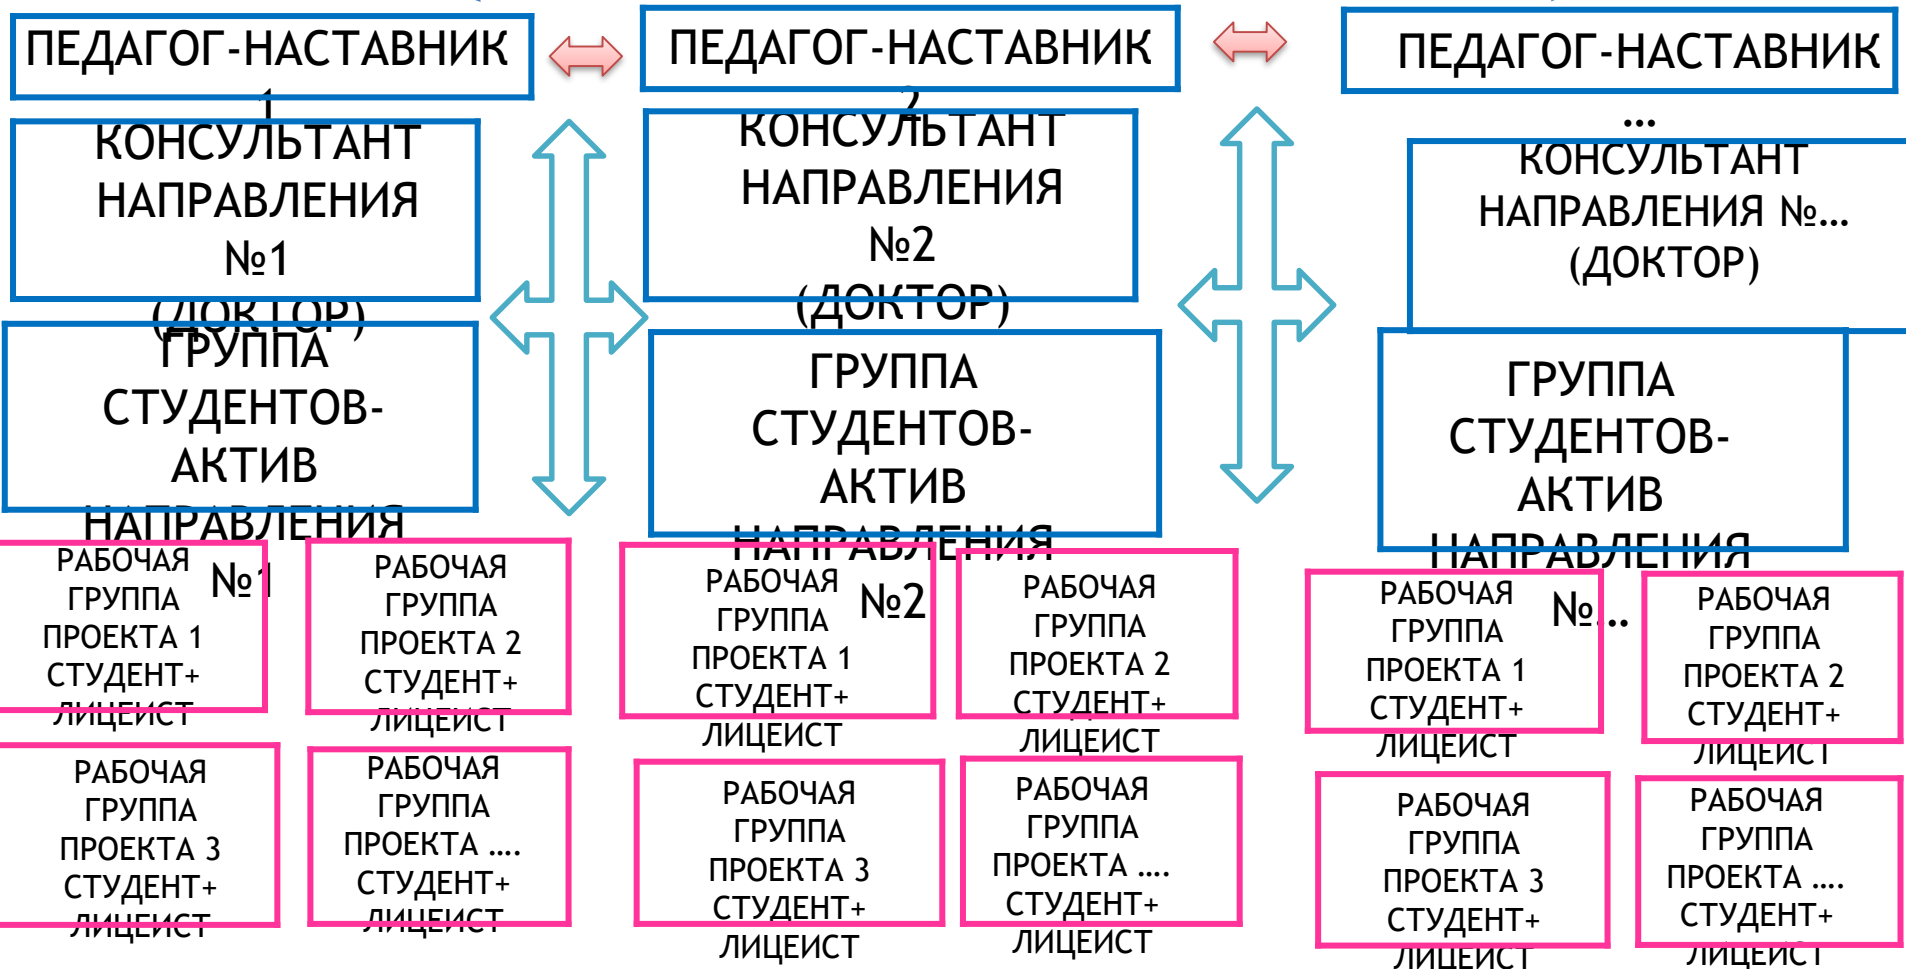 ПЕДАГОГ-НАСТАВНИК
1
КОНСУЛЬТАНТ
НАПРАВЛЕНИЯ
№1
(ДОКТОР)
ГРУППА
СТУДЕНТОВ-
АКТИВ
НАПРАВЛЕНИЯ
№1
РАБОЧАЯ
ГРУППА
ПРОЕКТА 1
СТУДЕНТ+
ЛИЦЕИСТ
РАБОЧАЯ
ГРУППА
ПРОЕКТА 2
СТУДЕНТ+
ЛИЦЕИСТ
РАБОЧАЯ
ГРУППА
ПРОЕКТА 3
СТУДЕНТ+
ЛИЦЕИСТ
РАБОЧАЯ
ГРУППА
ПРОЕКТА ....
СТУДЕНТ+
ЛИЦЕИСТ
ПЕДАГОГ-НАСТАВНИК
2
КОНСУЛЬТАНТ
НАПРАВЛЕНИЯ
№2
(ДОКТОР)
ГРУППА
СТУДЕНТОВ-
АКТИВ
НАПРАВЛЕНИЯ
№2
РАБОЧАЯ
ГРУППА
ПРОЕКТА 1
СТУДЕНТ+
ЛИЦЕИСТ
РАБОЧАЯ
ГРУППА
ПРОЕКТА 2
СТУДЕНТ+
ЛИЦЕИСТ
РАБОЧАЯ
ГРУППА
ПРОЕКТА 3
СТУДЕНТ+
ЛИЦЕИСТ
РАБОЧАЯ
ГРУППА
ПРОЕКТА ....
СТУДЕНТ+
ЛИЦЕИСТ
ПЕДАГОГ-НАСТАВНИК
...
КОНСУЛЬТАНТ
НАПРАВЛЕНИЯ №...
(ДОКТОР)
ГРУППА
СТУДЕНТОВ-
АКТИВ
НАПРАВЛЕНИЯ
№...
РАБОЧАЯ
ГРУППА
ПРОЕКТА 1
СТУДЕНТ+
ЛИЦЕИСТ
РАБОЧАЯ
ГРУППА
ПРОЕКТА 2
СТУДЕНТ+
ЛИЦЕИСТ
РАБОЧАЯ
ГРУППА
ПРОЕКТА 3
СТУДЕНТ+
ЛИЦЕИСТ
РАБОЧАЯ
ГРУППА
ПРОЕКТА ....
СТУДЕНТ+
ЛИЦЕИСТ